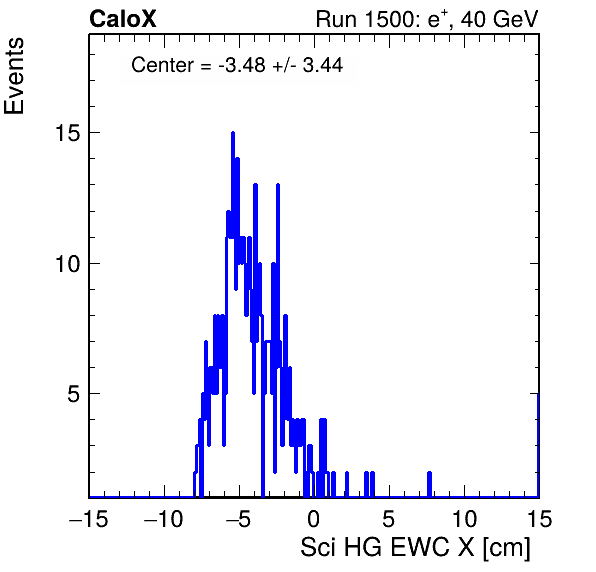 CaloX Run 1500: e⁺, 40 GeV
Center = -3.48 +/- 3.44
Events
15
10
5
−15 −10 −5 0 5 10 15
Sci HG EWC X [cm]